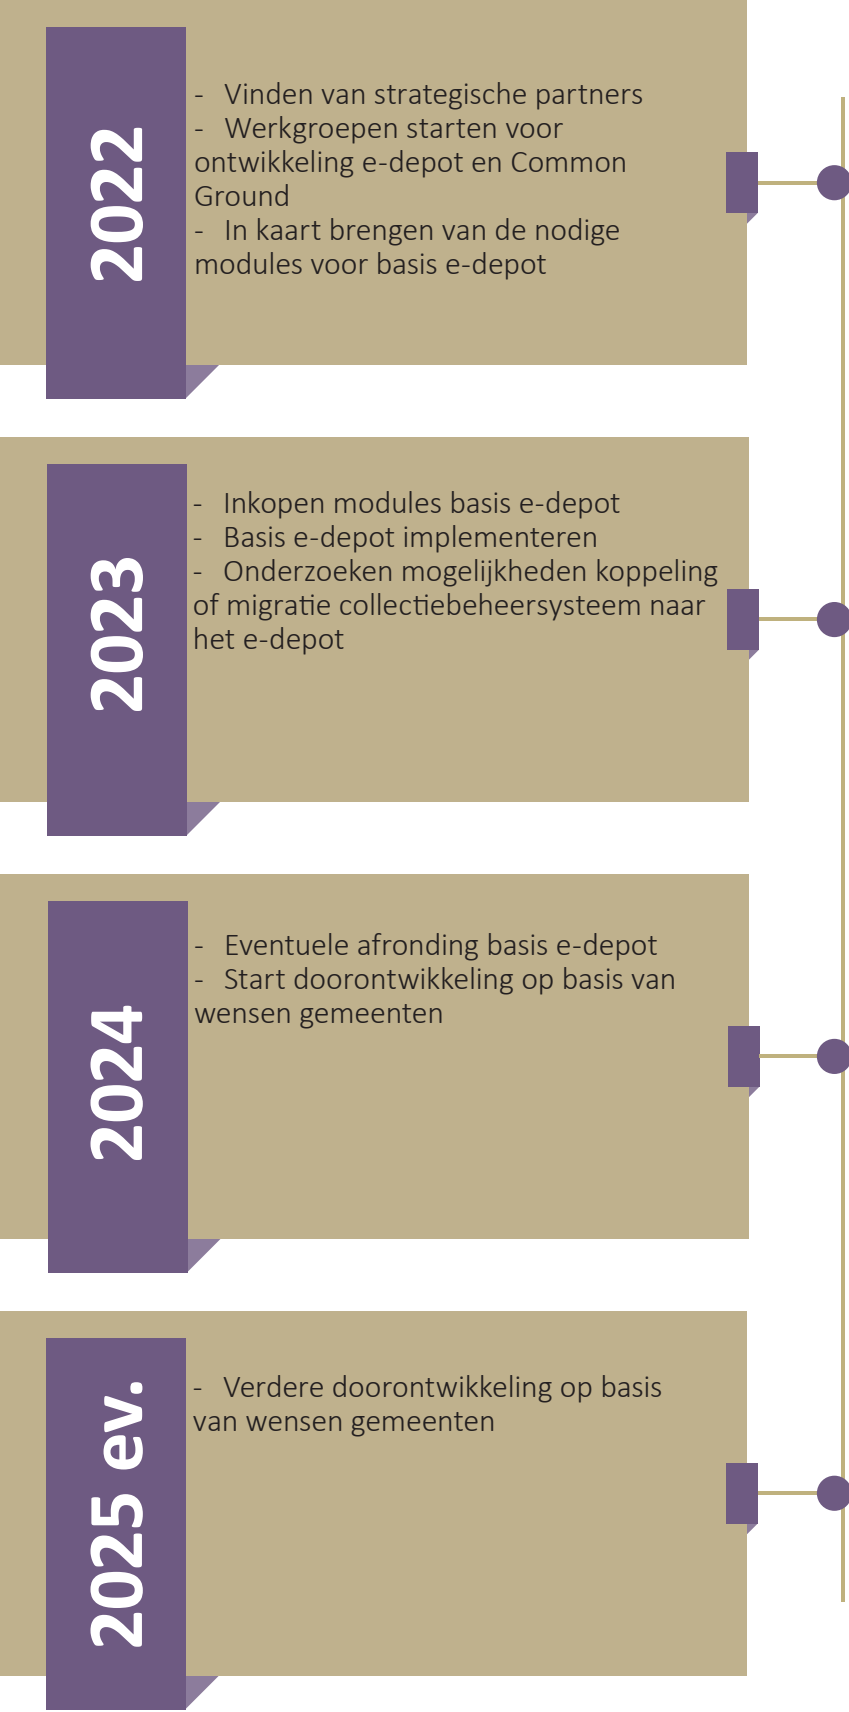 2022
- Vinden van strategische partners
- Werkgroepen starten voor
ontwikkeling e-depot en Common
Ground
- In kaart brengen van de nodige
modules voor basis e-depot
2023
- Inkopen modules basis e-depot
- Basis e-depot implementeren
- Onderzoeken mogelijkheden koppeling
of migratie collectiebeheersysteem naar
het e-depot
2024
- Eventuele afronding basis e-depot
- Start doorontwikkeling op basis van
wensen gemeenten
2025 ev.
- Verdere doorontwikkeling op basis
van wensen gemeenten